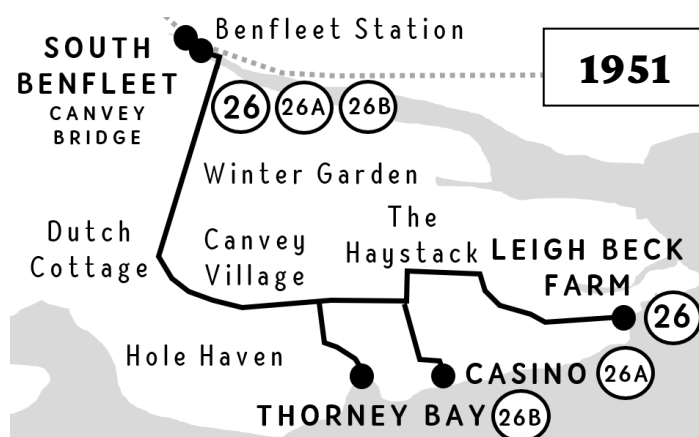 Benfleet Station
SOUTH
BENFLEET
CANVEY
BRIDGE
1951
26 26A 26B
Winter Garden
Dutch
Cottage
Canvey
Village
The
Haystack
LEIGH BECK
FARM
26
Hole Haven
CASINO 26A
THORNEY BAY 26B